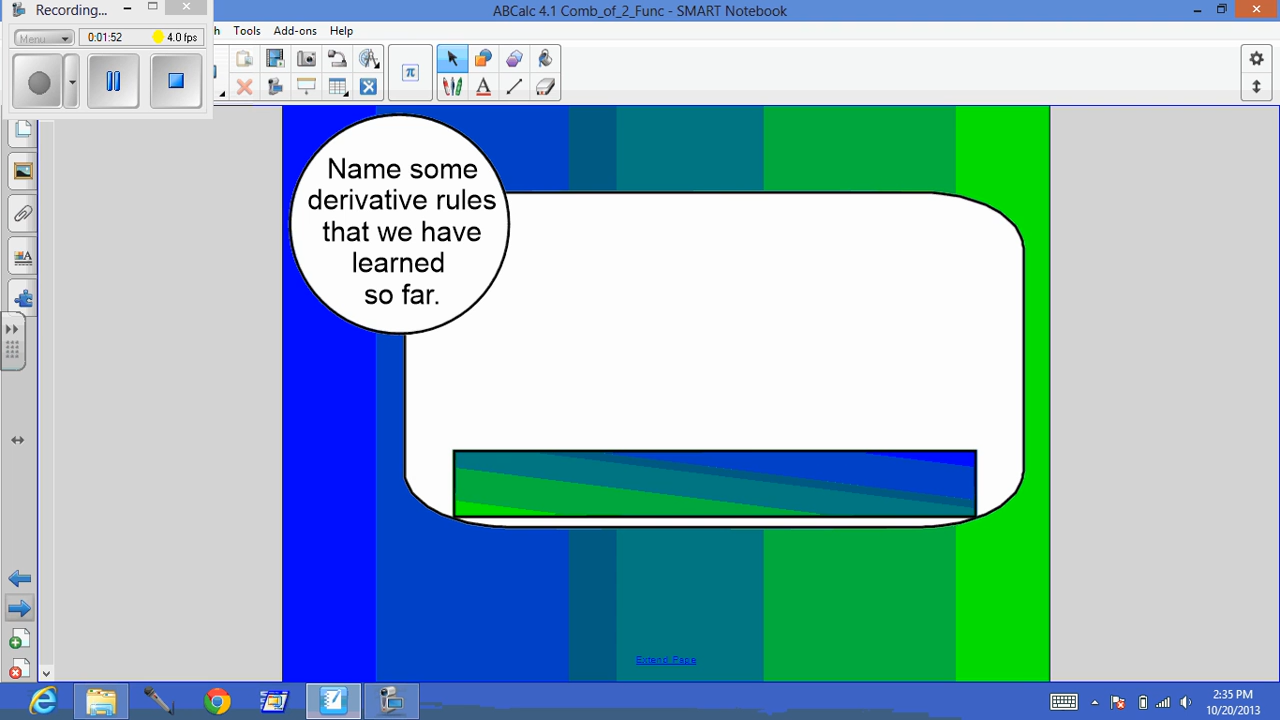 Recording...
ABCalc 4.1 Comb_of_2_Func - SMART Notebook
Menu
0:01:52
4.0 fps
h Tools Add-ons Help
π
A
Name some
derivative rules
that we have
learned
so far.
Extend Page
2:35 PM
10/20/2013